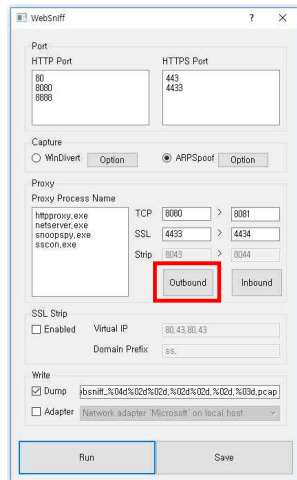 WebSniff ? ×
Port
HTTP Port HTTPS Port
80 443
8080 4433
8888
Capture
WinDivert Option ARPSpoof Option
Proxy
Proxy Process Name
httpproxy,exe TCP 8080 > 8081
netserver,exe
snoopspy,exe SSL 4433 > 4434
sscon,exe
Strip 8043 > 8044
Outbound Inbound
SSL Strip
Enabled Virtual IP 80,43,80,43
Domain Prefix ss,
Write
Dump ebsniff_%04d%02d%02d,%02d%02d,%02d,%03d,pcap
Adapter Network adapter 'Microsoft' on local host
Run Save